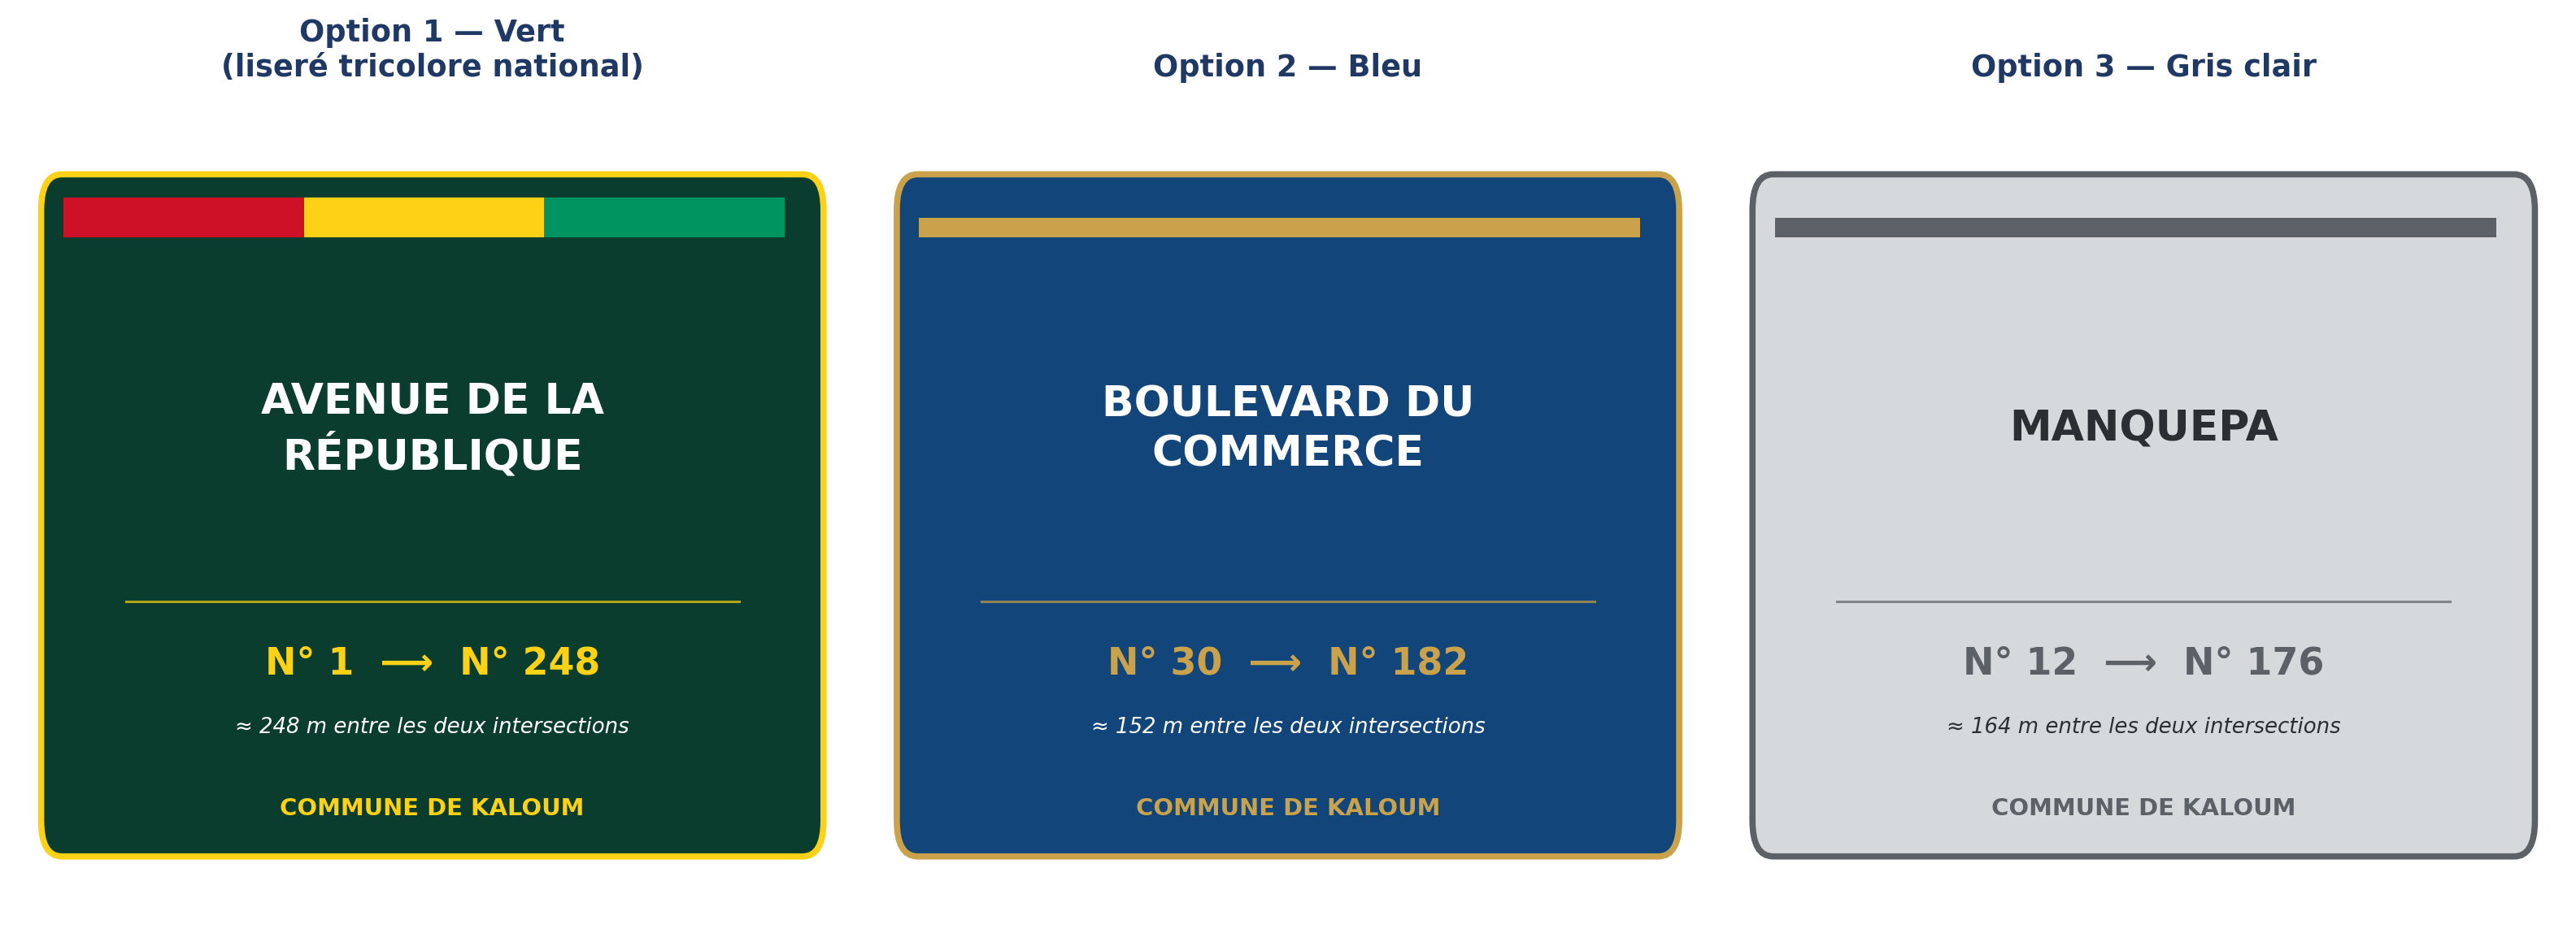 Option 1 — Vert
(liseré tricolore national)
AVENUE DE LA
RÉPUBLIQUE
N° 1 ⟶ N° 248
≈ 248 m entre les deux intersections
COMMUNE DE KALOUM
Option 2 — Bleu
BOULEVARD DU
COMMERCE
N° 30 ⟶ N° 182
≈ 152 m entre les deux intersections
COMMUNE DE KALOUM
Option 3 — Gris clair
MANQUEPA
N° 12 ⟶ N° 176
≈ 164 m entre les deux intersections
COMMUNE DE KALOUM